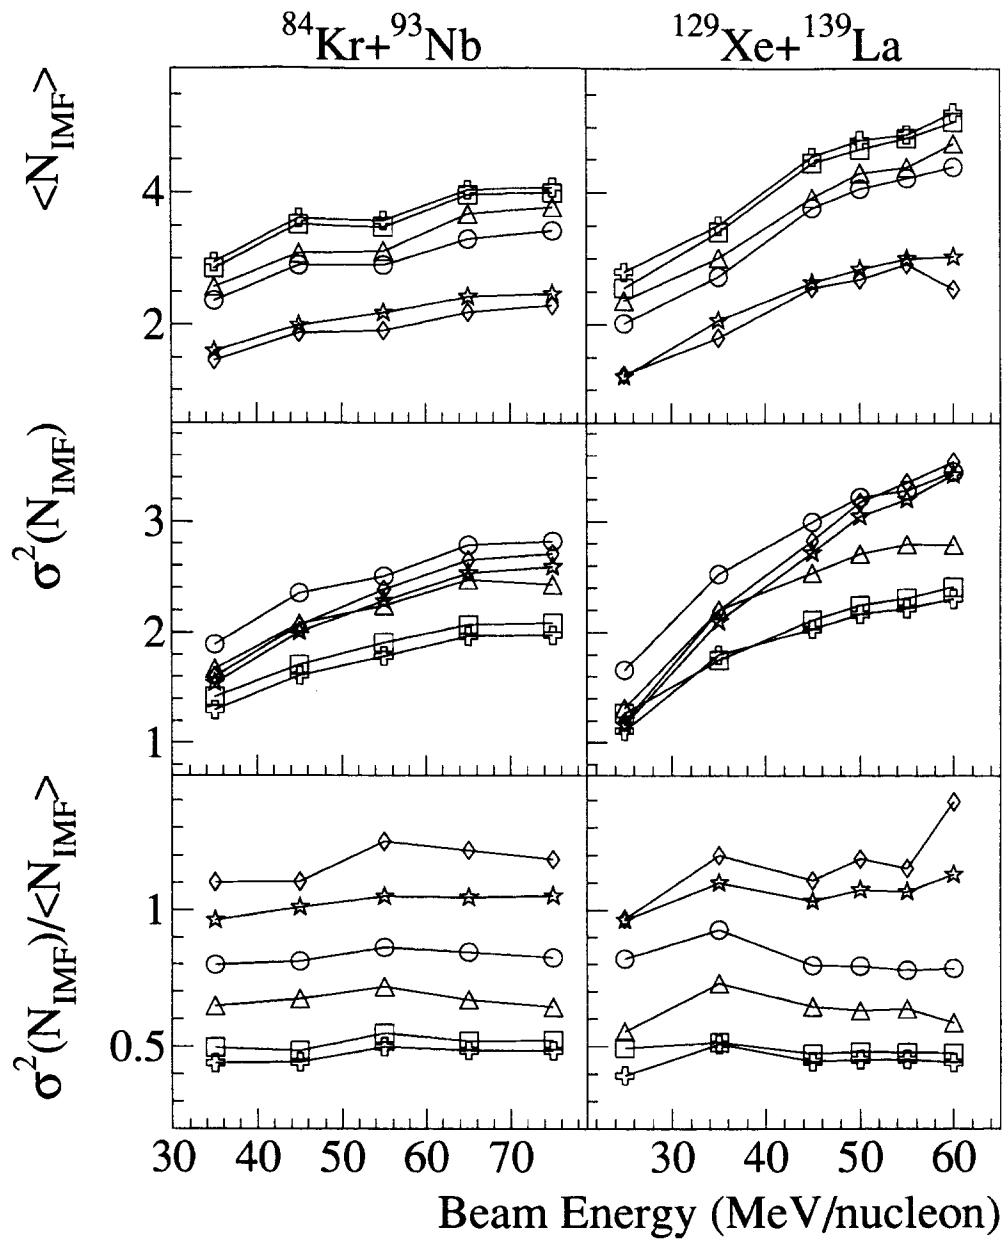 ⁸⁴Kr+⁹³Nb ¹²⁹Xe+¹³⁹La
<N_IMF>
4
2
σ²(N_IMF)
3
2
1
σ²(N_IMF)/<N_IMF>
1
0.5
30 40 50 60 70 30 40 50 60
Beam Energy (MeV/nucleon)